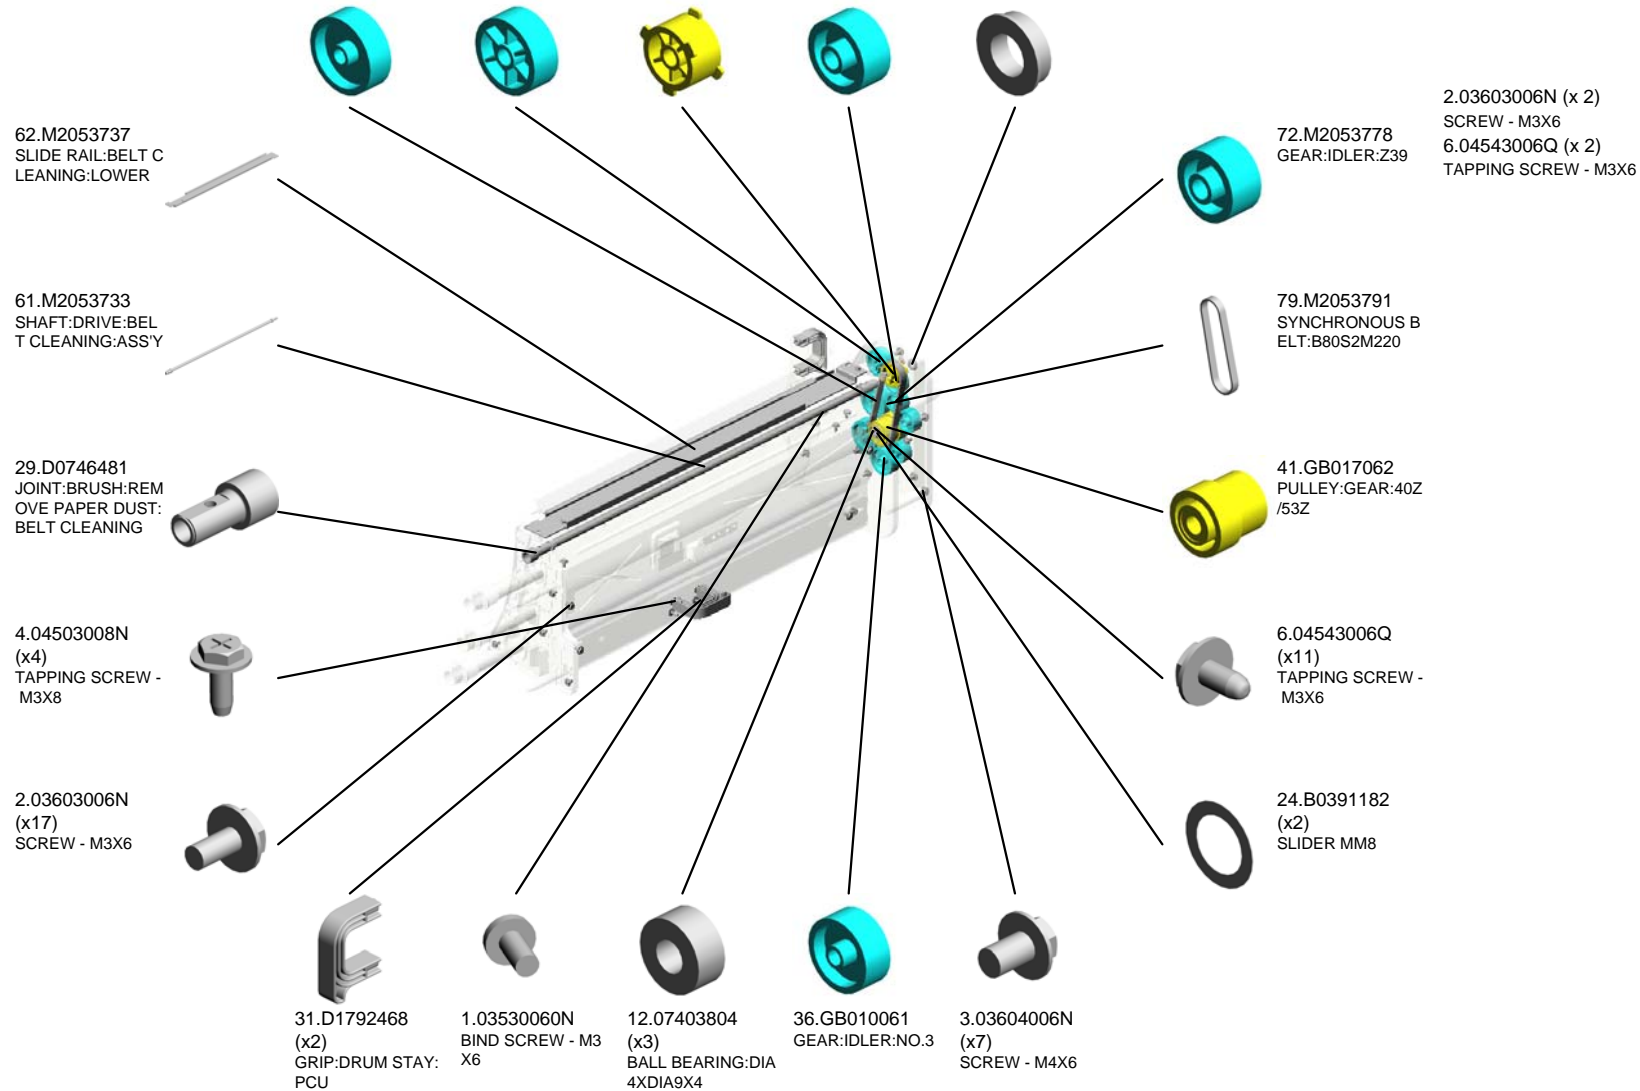 2.03603006N (x 2)
SCREW - M3X6
6.04543006Q (x 2)
TAPPING SCREW - M3X6
62.M2053737
SLIDE RAIL:BELT C
LEANING:LOWER
72.M2053778
GEAR:IDLER:Z39
61.M2053733
SHAFT:DRIVE:BEL
T CLEANING:ASS'Y
79.M2053791
SYNCHRONOUS B
ELT:B80S2M220
29.D0746481
JOINT:BRUSH:REM
OVE PAPER DUST:
BELT CLEANING
41.GB017062
PULLEY:GEAR:40Z
/53Z
4.04503008N
(x4)
TAPPING SCREW -
M3X8
6.04543006Q
(x11)
TAPPING SCREW -
M3X6
2.03603006N
(x17)
SCREW - M3X6
24.B0391182
(x2)
SLIDER MM8
31.D1792468
(x2)
GRIP:DRUM STAY:
PCU
1.03530060N
BIND SCREW - M3
X6
12.07403804
(x3)
BALL BEARING:DIA
4XDIA9X4
36.GB010061
GEAR:IDLER:NO.3
3.03604006N
(x7)
SCREW - M4X6